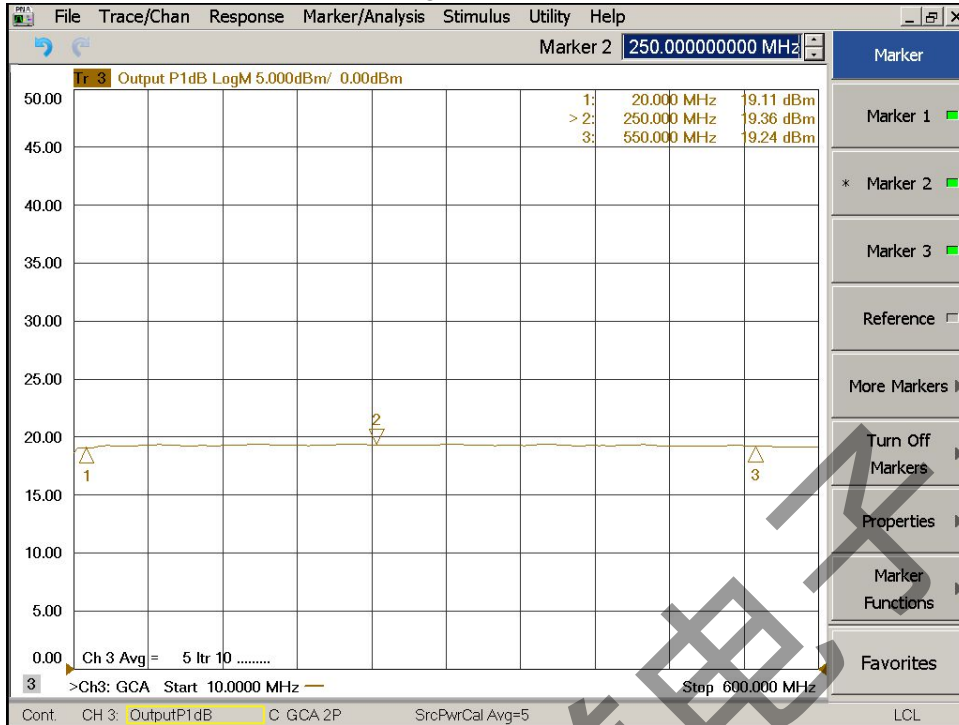 PNA
File Trace/Chan Response Marker/Analysis Stimulus Utility Help
Marker 2 250.000000000 MHz
Marker
Tr 3 Output P1dB LogM 5.000dBm/ 0.00dBm
50.00
1: 20.000 MHz 19.11 dBm
> 2: 250.000 MHz 19.36 dBm
3: 550.000 MHz 19.24 dBm
Marker 1
45.00
* Marker 2
40.00
Marker 3
35.00
30.00
Reference
25.00
More Markers
2
20.00
Turn Off
Markers
1
3
15.00
Properties
10.00
Marker
Functions
5.00
0.00
Ch 3 Avg = 5 Itr 10 .........
Favorites
3 >Ch3: GCA Start 10.0000 MHz Stop 600.000 MHz
Cont. CH 3: OutputP1dB C GCA 2P SrcPwrCal Avg=5 LCL
电子